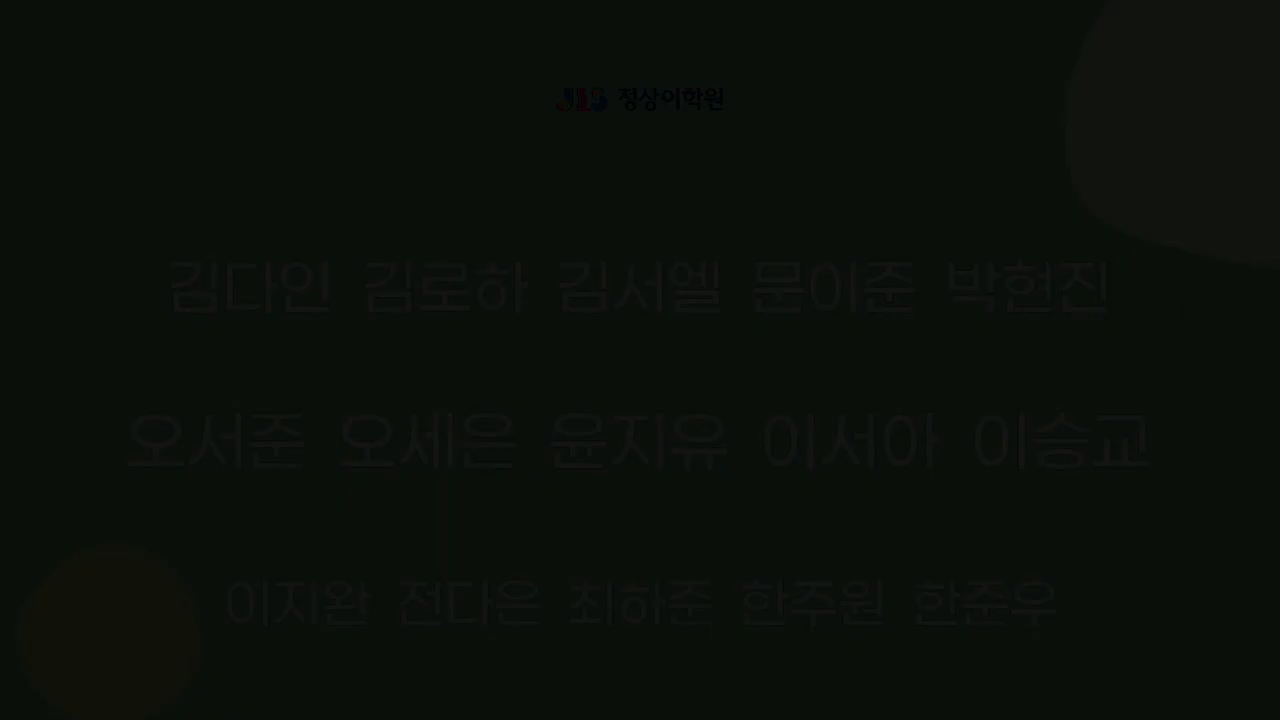 JLS 정상어학원
김다인 김로하 김서엘 문이준 박현진
오서준 오세은 윤지유 이서아 이승교
이지완 전다은 최하준 한주원 한준우